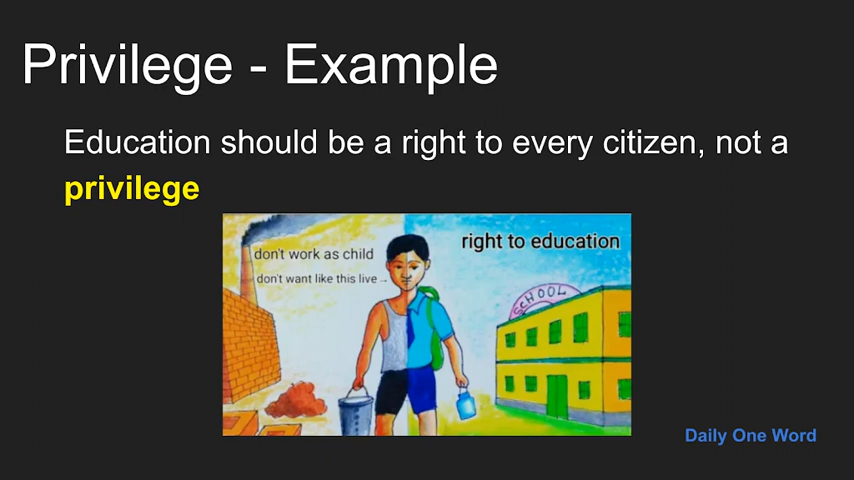 Privilege - Example
Education should be a right to every citizen, not a
privilege
don't work as child
don't want like this live→
right to education
SCHOOL
Daily One Word